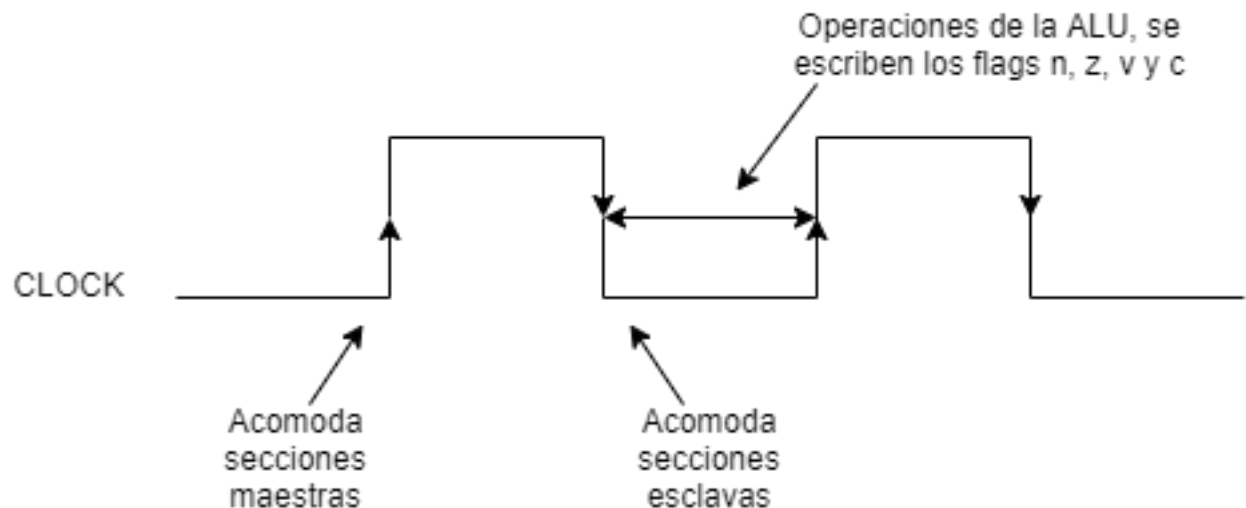 Operaciones de la ALU, se
escriben los flags n, z, v y c
CLOCK
Acomoda
secciones
maestras
Acomoda
secciones
esclavas